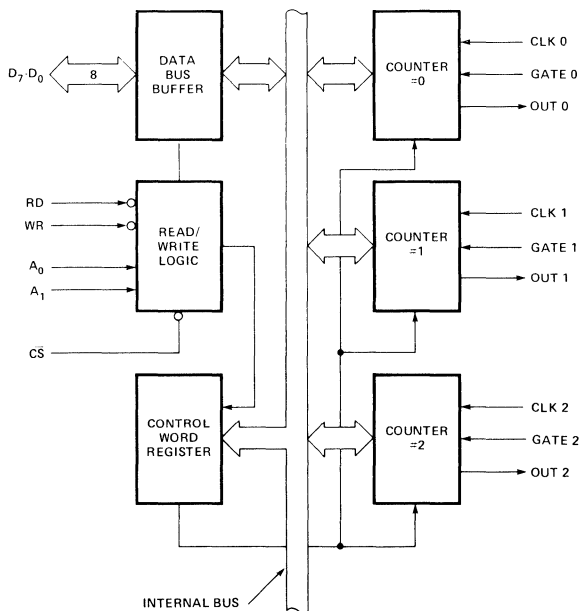 D7-D0
8
DATA
BUS
BUFFER
COUNTER
=0
CLK 0
GATE 0
OUT 0
RD
WR
A0
A1
CS
READ/
WRITE
LOGIC
COUNTER
=1
CLK 1
GATE 1
OUT 1
CONTROL
WORD
REGISTER
COUNTER
=2
CLK 2
GATE 2
OUT 2
INTERNAL BUS